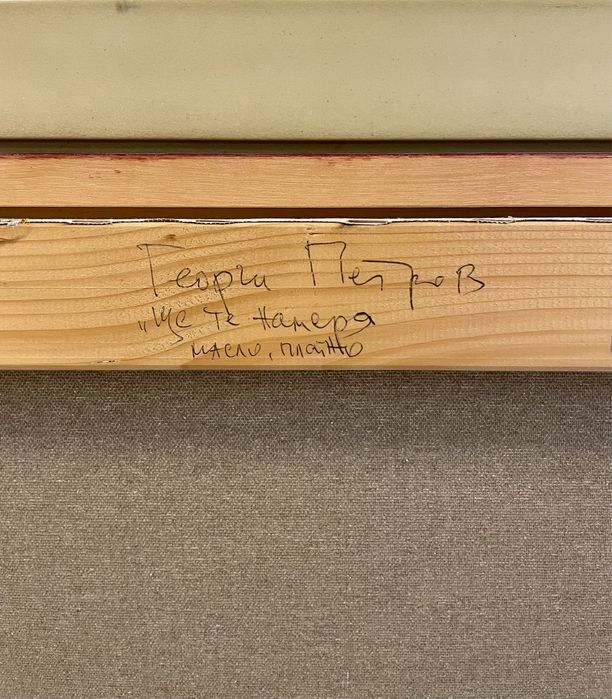 Георги Петров
„Ще те намеря
масло, платно